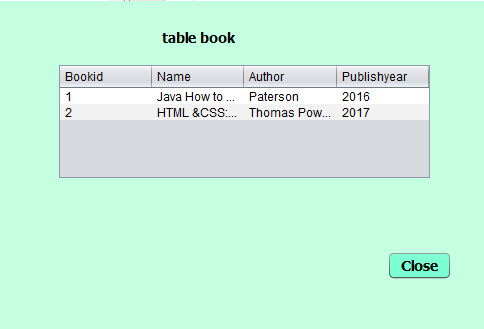 table book
Bookid Name Author Publishyear
1 Java How to ... Paterson 2016
2 HTML &CSS:... Thomas Pow... 2017
Close